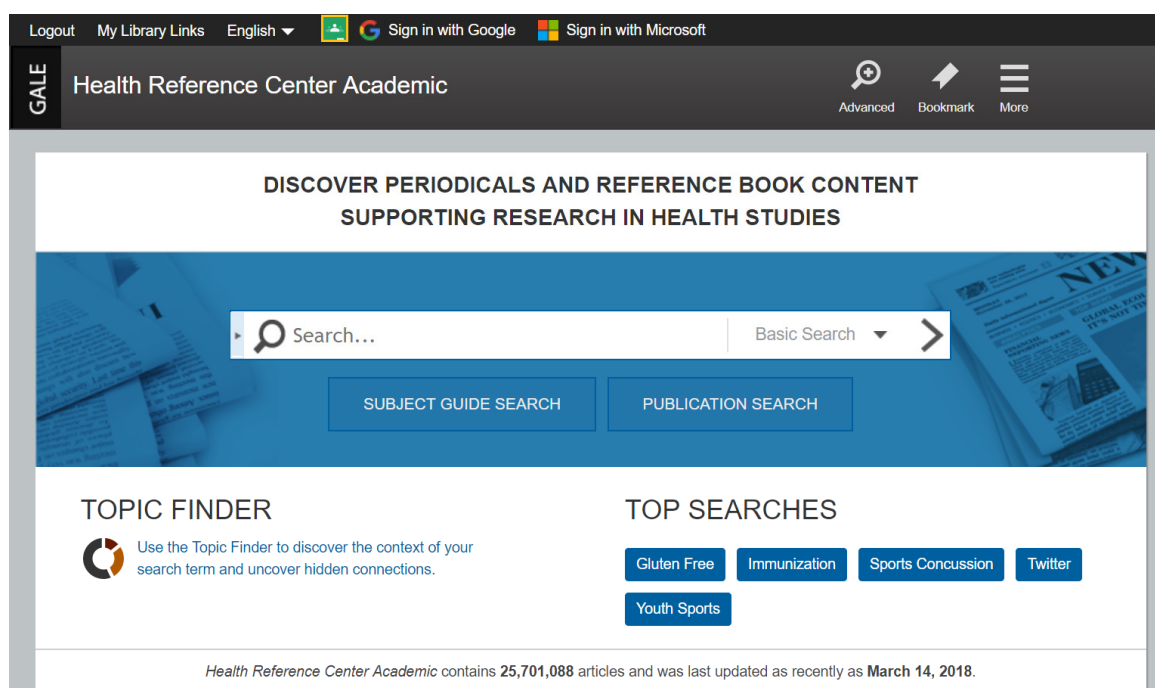 Logout My Library Links English Sign in with Google Sign in with Microsoft
GALE
Health Reference Center Academic
Advanced Bookmark More
DISCOVER PERIODICALS AND REFERENCE BOOK CONTENT
SUPPORTING RESEARCH IN HEALTH STUDIES
NEW
Search... Basic Search
SUBJECT GUIDE SEARCH PUBLICATION SEARCH
TOPIC FINDER
Use the Topic Finder to discover the context of your
search term and uncover hidden connections.
TOP SEARCHES
Gluten Free Immunization Sports Concussion Twitter
Youth Sports
Health Reference Center Academic contains 25,701,088 articles and was last updated as recently as March 14, 2018.